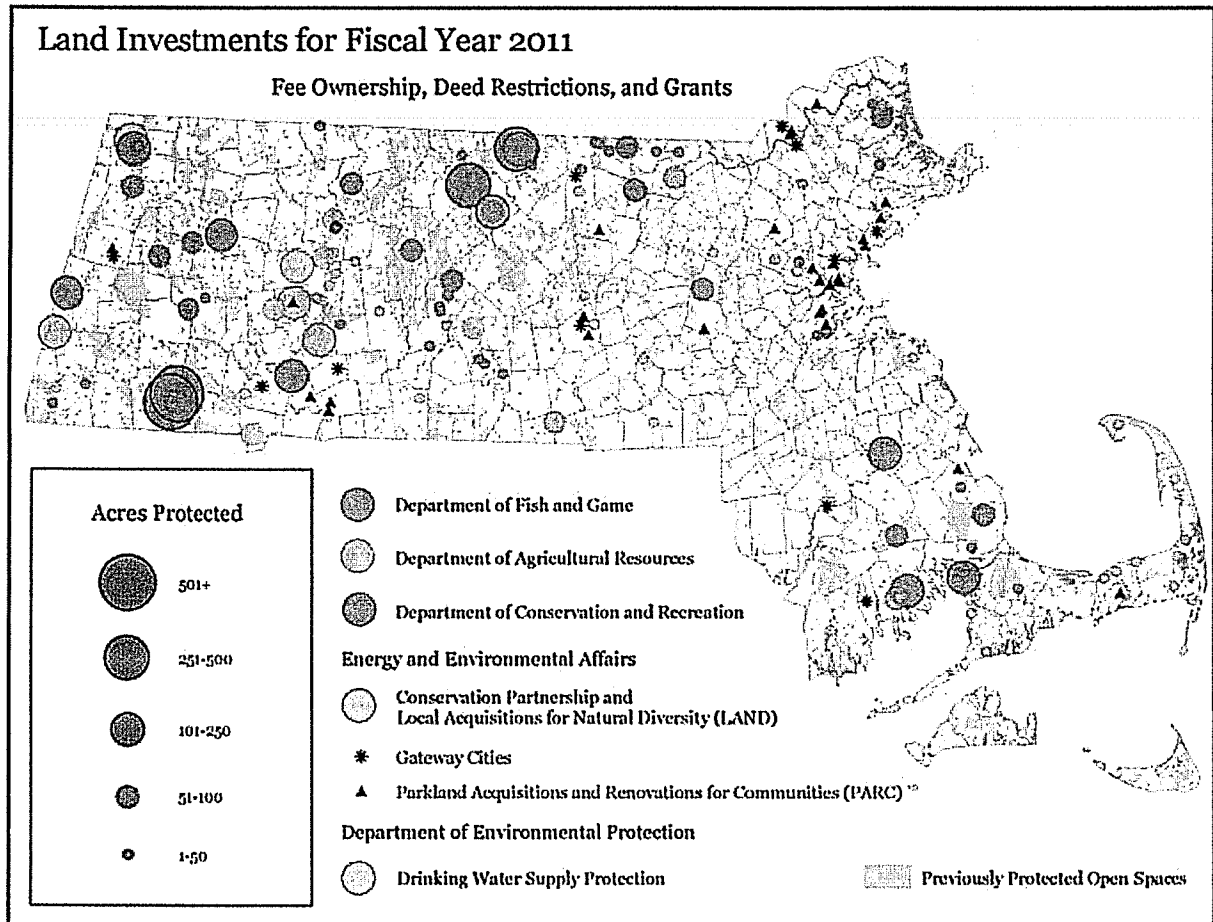 Land Investments for Fiscal Year 2011
Fee Ownership, Deed Restrictions, and Grants
Acres Protected
501+
251-500
101-250
51-100
1-50
Department of Fish and Game
Department of Agricultural Resources
Department of Conservation and Recreation
Energy and Environmental Affairs
Conservation Partnership and
Local Acquisitions for Natural Diversity (LAND)
Gateway Cities
Parkland Acquisitions and Renovations for Communities (PARC)
Department of Environmental Protection
Drinking Water Supply Protection
Previously Protected Open Spaces